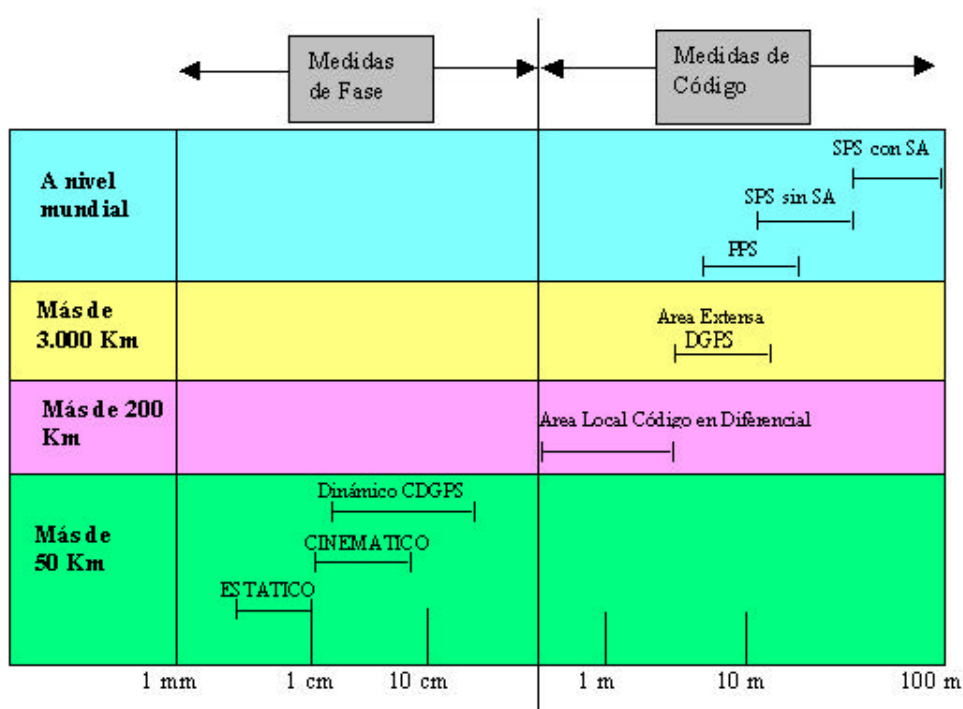 Medidas
de Fase
Medidas de
Código
A nivel
mundial
SPS con SA
SPS sin SA
PPS
Más de
3.000 Km
Area Extensa
DGPS
Más de 200
Km
Area Local Código en Diferencial
Más de
50 Km
Dinámico CDGPS
CINEMATICO
ESTATICO
1 mm
1 cm
10 cm
1 m
10 m
100 m